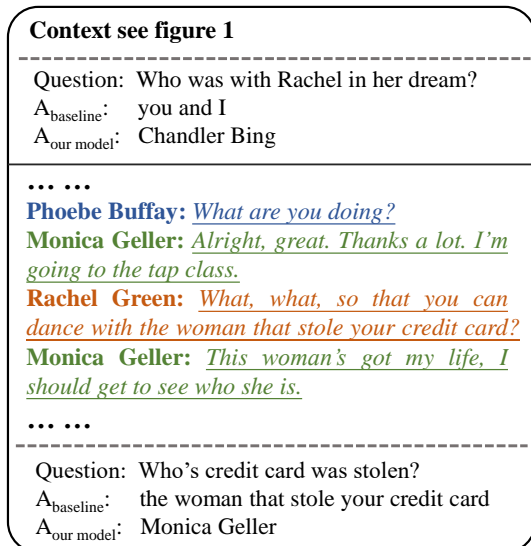 Context see figure 1
Question: Who was with Rachel in her dream?
A_baseline: you and I
A_our model: Chandler Bing
... ...
Phoebe Buffay: What are you doing?
Monica Geller: Alright, great. Thanks a lot. I'm
going to the tap class.
Rachel Green: What, what, so that you can
dance with the woman that stole your credit card?
Monica Geller: This woman's got my life, I
should get to see who she is.
... ...
Question: Who's credit card was stolen?
A_baseline: the woman that stole your credit card
A_our model: Monica Geller